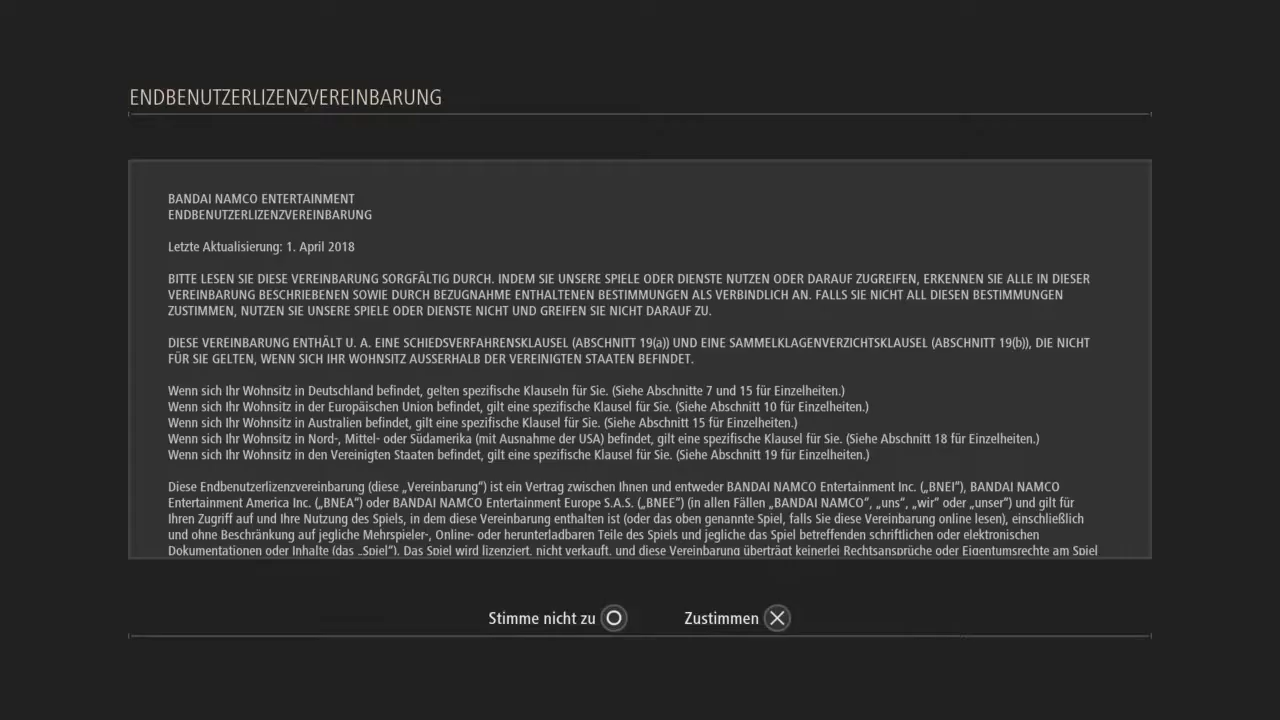 ENDBENUTZERLIZENZVEREINBARUNG
BANDAI NAMCO ENTERTAINMENT
ENDBENUTZERLIZENZVEREINBARUNG
Letzte Aktualisierung: 1. April 2018
BITTE LESEN SIE DIESE VEREINBARUNG SORGFÄLTIG DURCH. INDEM SIE UNSERE SPIELE ODER DIENSTE NUTZEN ODER DARAUF ZUGREIFEN, ERKENNEN SIE ALLE IN DIESER
VEREINBARUNG BESCHRIEBENEN SOWIE DURCH BEZUGNAHME ENTHALTENEN BESTIMMUNGEN ALS VERBINDLICH AN. FALLS SIE NICHT ALL DIESEN BESTIMMUNGEN
ZUSTIMMEN, NUTZEN SIE UNSERE SPIELE ODER DIENSTE NICHT UND GREIFEN SIE NICHT DARAUF ZU.
DIESE VEREINBARUNG ENTHÄLT U. A. EINE SCHIEDSVERFAHRENSKLAUSEL (ABSCHNITT 19(a)) UND EINE SAMMELKLAGENVERZICHTSKLAUSEL (ABSCHNITT 19(b)), DIE NICHT
FÜR SIE GELTEN, WENN SICH IHR WOHNSITZ AUSSERHALB DER VEREINIGTEN STAATEN BEFINDET.
Wenn sich Ihr Wohnsitz in Deutschland befindet, gelten spezifische Klauseln für Sie. (Siehe Abschnitte 7 und 15 für Einzelheiten.)
Wenn sich Ihr Wohnsitz in der Europäischen Union befindet, gilt eine spezifische Klausel für Sie. (Siehe Abschnitt 10 für Einzelheiten.)
Wenn sich Ihr Wohnsitz in Australien befindet, gilt eine spezifische Klausel für Sie. (Siehe Abschnitt 15 für Einzelheiten.)
Wenn sich Ihr Wohnsitz in Nord-, Mittel- oder Südamerika (mit Ausnahme der USA) befindet, gilt eine spezifische Klausel für Sie. (Siehe Abschnitt 18 für Einzelheiten.)
Wenn sich Ihr Wohnsitz in den Vereinigten Staaten befindet, gilt eine spezifische Klausel für Sie. (Siehe Abschnitt 19 für Einzelheiten.)
Diese Endbenutzerlizenzvereinbarung (diese „Vereinbarung“) ist ein Vertrag zwischen Ihnen und entweder BANDAI NAMCO Entertainment Inc. („BNEI“), BANDAI NAMCO
Entertainment America Inc. („BNEA“) oder BANDAI NAMCO Entertainment Europe S.A.S. („BNEE“) (in allen Fällen „BANDAI NAMCO“, „uns“, „wir“ oder „unser“) und gilt für
Ihren Zugriff auf und Ihre Nutzung des Spiels, in dem diese Vereinbarung enthalten ist (oder das oben genannte Spiel, falls Sie diese Vereinbarung online lesen), einschließlich
und ohne Beschränkung auf jegliche Mehrspieler-, Online- oder herunterladbaren Teile des Spiels und jegliche das Spiel betreffenden schriftlichen oder elektronischen
Dokumentationen oder Inhalte (das „Spiel“). Das Spiel wird lizenziert, nicht verkauft, und diese Vereinbarung überträgt keinerlei Rechtsansprüche oder Eigentumsrechte am Spiel
Stimme nicht zu Zustimmen